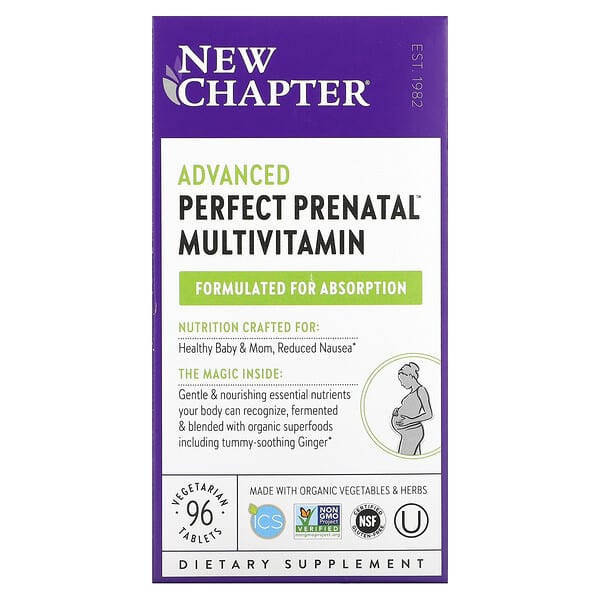 NEW
CHAPTER®
EST. 1982
ADVANCED
PERFECT PRENATAL™
MULTIVITAMIN
FORMULATED FOR ABSORPTION
NUTRITION CRAFTED FOR:
Healthy Baby & Mom, Reduced Nausea*
THE MAGIC INSIDE:
Gentle & nourishing essential nutrients
your body can recognize, fermented
& blended with organic superfoods
including tummy-soothing Ginger*
VEGETARIAN
96
TABLETS
MADE WITH ORGANIC VEGETABLES & HERBS
ICS
NON
GMO
Project
VERIFIED
nongmoproject.org
CERTIFIED
NSF
GLUTEN-FREE
U
DIETARY SUPPLEMENT